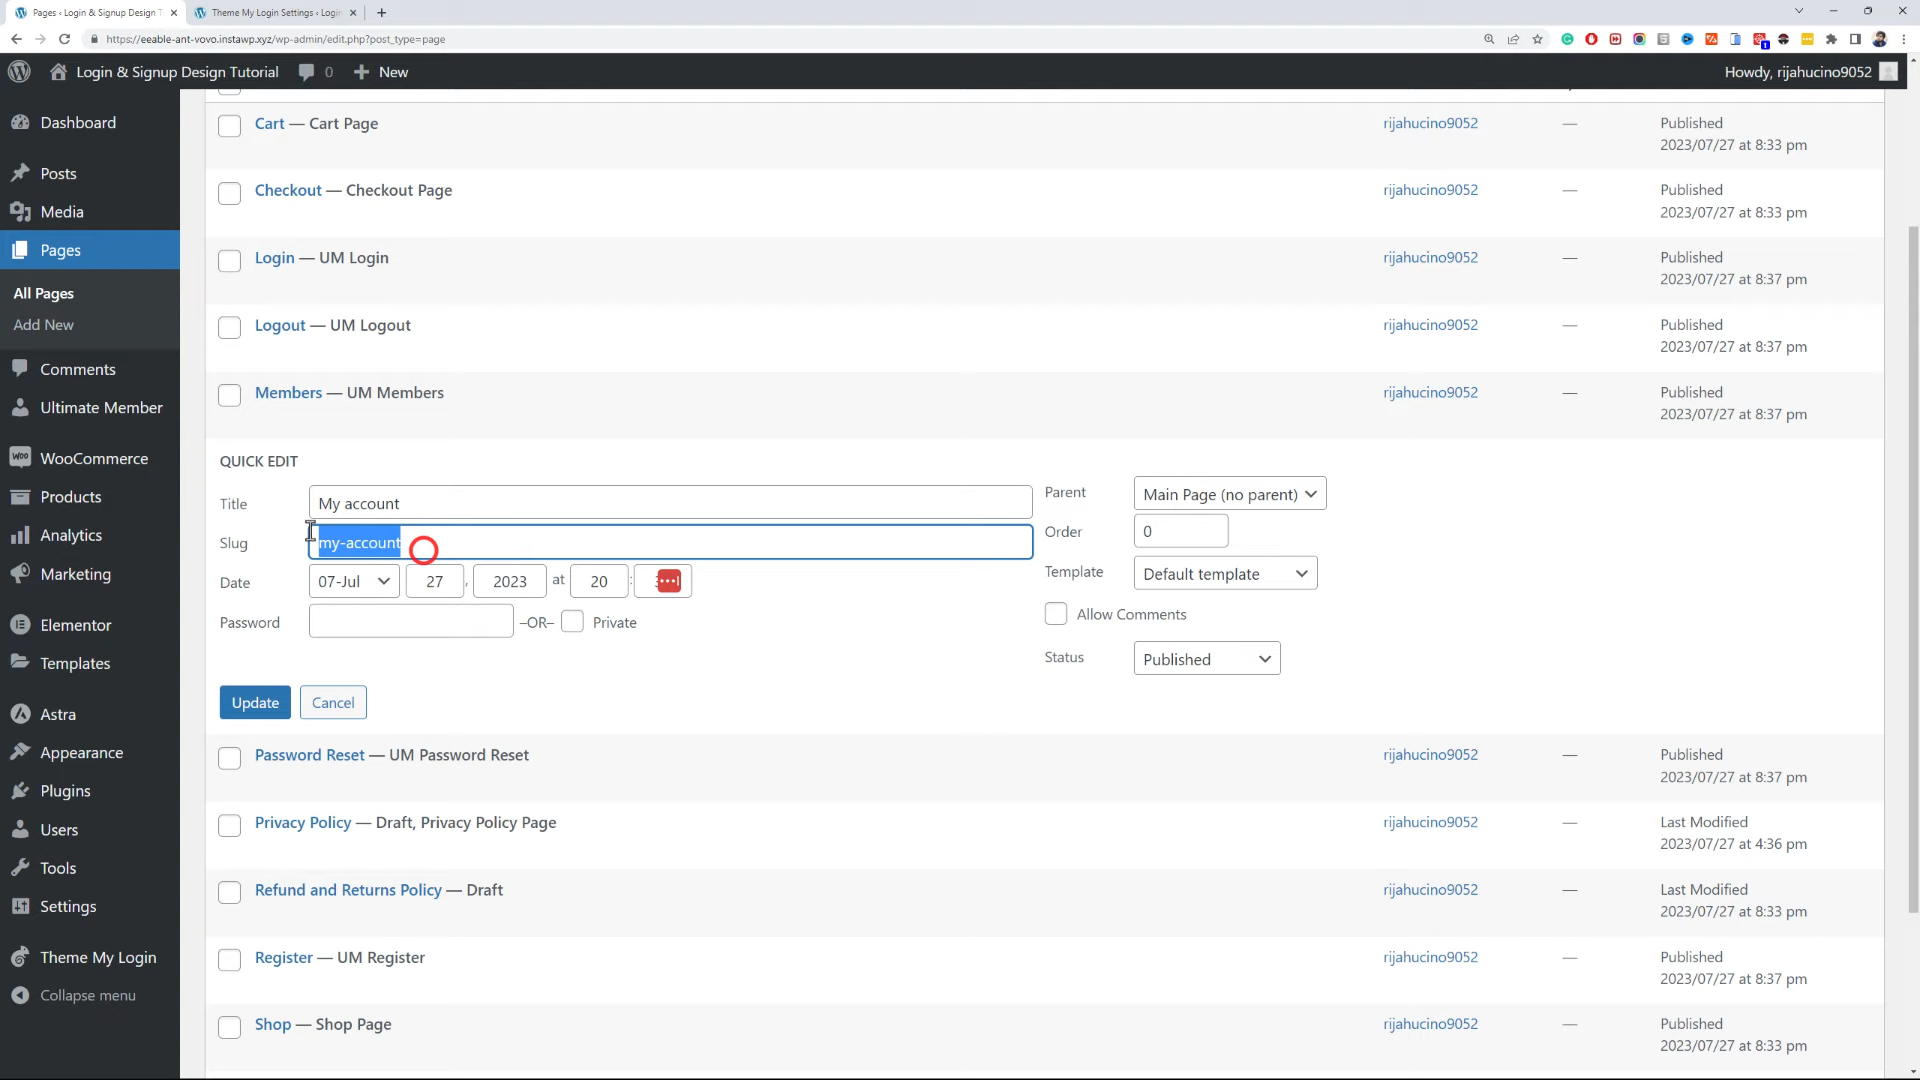 Pages ‹ Login & Signup Design T
Theme My Login Settings ‹ Login
https://eeable-ant-vovo.instawp.xyz/wp-admin/edit.php?post_type=page
Login & Signup Design Tutorial
0
New
Howdy, rijahucino9052
Dashboard
Posts
Media
Pages
All Pages
Add New
Comments
Ultimate Member
WooCommerce
Products
Analytics
Marketing
Elementor
Templates
Astra
Appearance
Plugins
Users
Tools
Settings
Theme My Login
Collapse menu
Cart — Cart Page
rijahucino9052
—
Published
2023/07/27 at 8:33 pm
Checkout — Checkout Page
rijahucino9052
—
Published
2023/07/27 at 8:33 pm
Login — UM Login
rijahucino9052
—
Published
2023/07/27 at 8:37 pm
Logout — UM Logout
rijahucino9052
—
Published
2023/07/27 at 8:37 pm
Members — UM Members
rijahucino9052
—
Published
2023/07/27 at 8:37 pm
QUICK EDIT
Title My account
Slug my-account
Date 07-Jul 27 , 2023 at 20 :
Password –OR– Private
Parent Main Page (no parent)
Order 0
Template Default template
Allow Comments
Status Published
Update Cancel
Password Reset — UM Password Reset
rijahucino9052
—
Published
2023/07/27 at 8:37 pm
Privacy Policy — Draft, Privacy Policy Page
rijahucino9052
—
Last Modified
2023/07/27 at 4:36 pm
Refund and Returns Policy — Draft
rijahucino9052
—
Last Modified
2023/07/27 at 8:33 pm
Register — UM Register
rijahucino9052
—
Published
2023/07/27 at 8:37 pm
Shop — Shop Page
rijahucino9052
—
Published
2023/07/27 at 8:33 pm